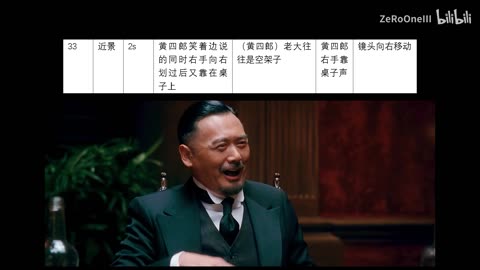 ZeRoOneIII bilibili
33 近景 2s 黄四郎笑着边说 （黄四郎）老大往 黄四郎 镜头向右移动
的同时右手向右 往是空架子 右手靠
划过后又靠在桌 桌子声
子上